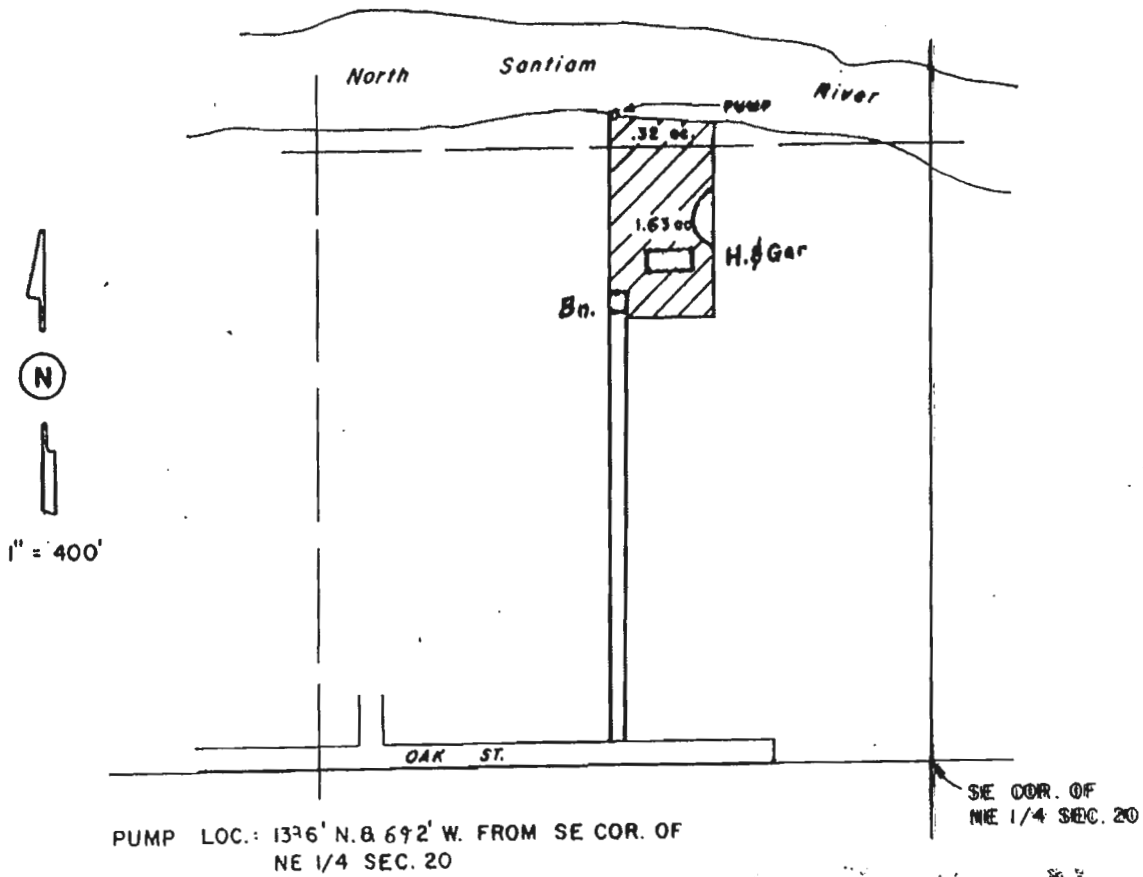 North Santiam River
PUMP
.32 ac.
1.63 ac
H. & Gar
Bn.
N
1" = 400'
OAK ST.
SE COR. OF
NE 1/4 SEC. 20
PUMP LOC.: N. & 692' W. FROM SE COR. OF
NE 1/4 SEC. 20